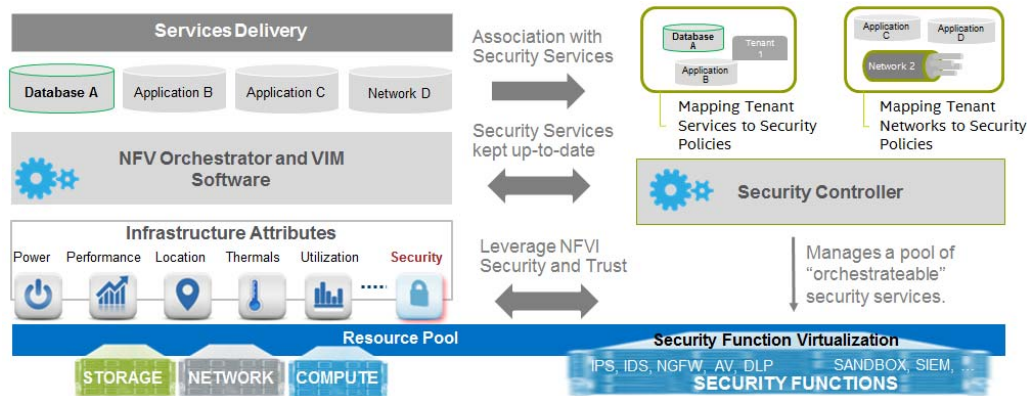 Services Delivery
Database A
Application B
Application C
Network D
Association with
Security Services
Database
A
Tenant
1
Application
B
Application
C
Application
D
Network 2
Mapping Tenant
Services to Security
Policies
Mapping Tenant
Networks to Security
Policies
NFV Orchestrator and VIM
Software
Security Services
kept up-to-date
Security Controller
Infrastructure Attributes
Power Performance Location Thermals Utilization Security
Leverage NFVI
Security and Trust
Manages a pool of
“orchestrateable”
security services.
Resource Pool
Security Function Virtualization
STORAGE
NETWORK
COMPUTE
IPS, IDS, NGFW, AV, DLP SANDBOX, SIEM, ...
SECURITY FUNCTIONS